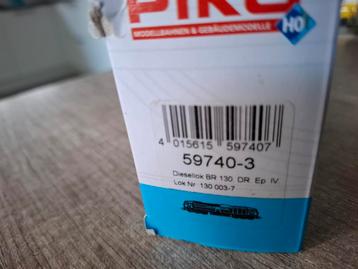 PIKO
MODELLBAHNEN & GEBÄUDEMODELLE
H0
4 015615 597407
59740-3
Diesellok BR 130 DR Ep. IV
Lok Nr. 130 003-7